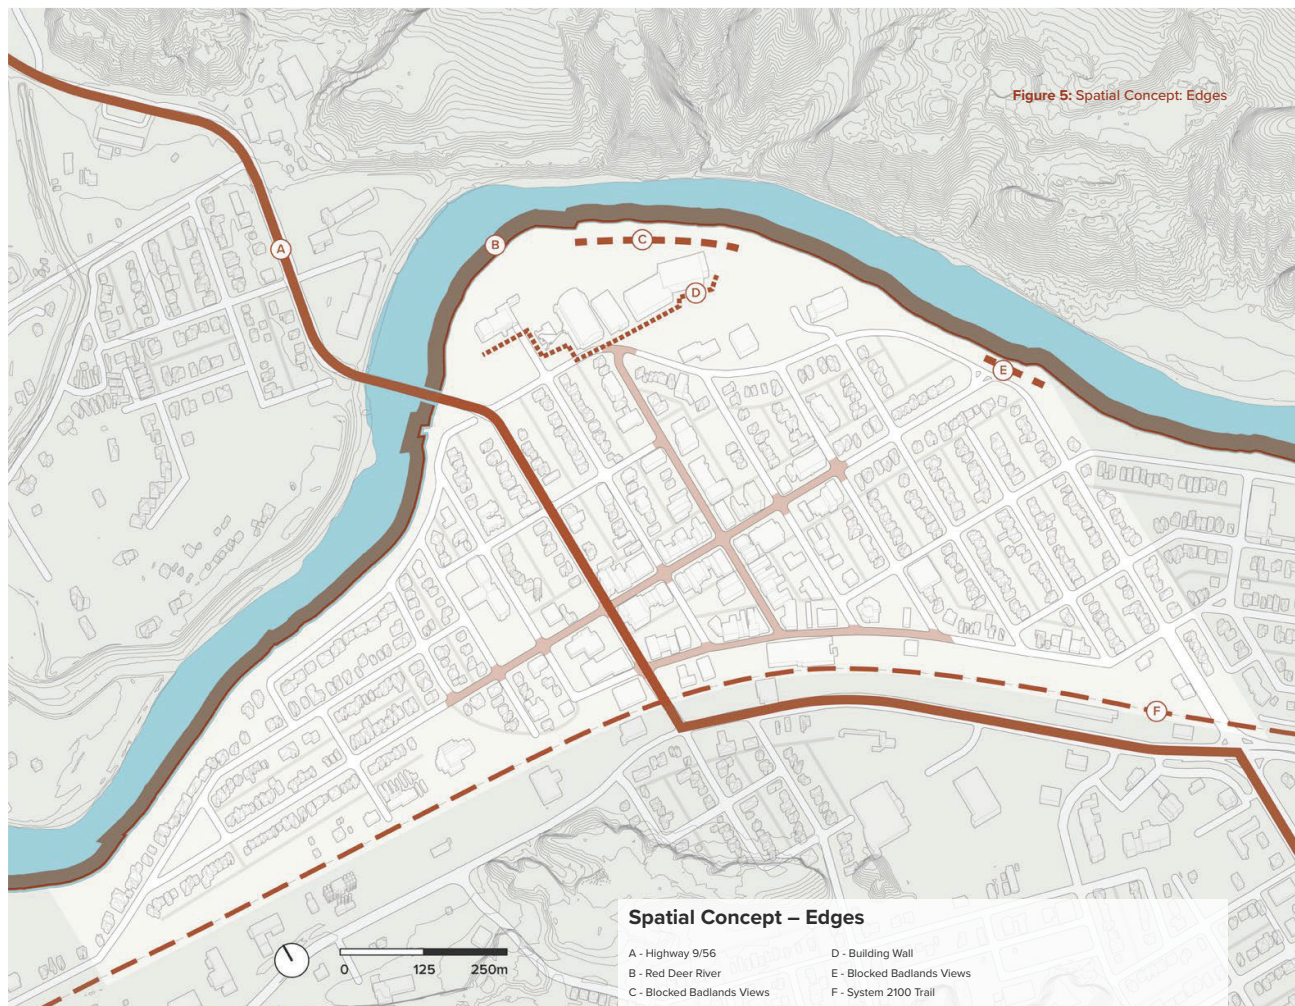 Figure 5: Spatial Concept: Edges
A
B
C
D
E
F
Spatial Concept – Edges
A - Highway 9/56
B - Red Deer River
C - Blocked Badlands Views
D - Building Wall
E - Blocked Badlands Views
F - System 2100 Trail
0 125 250m